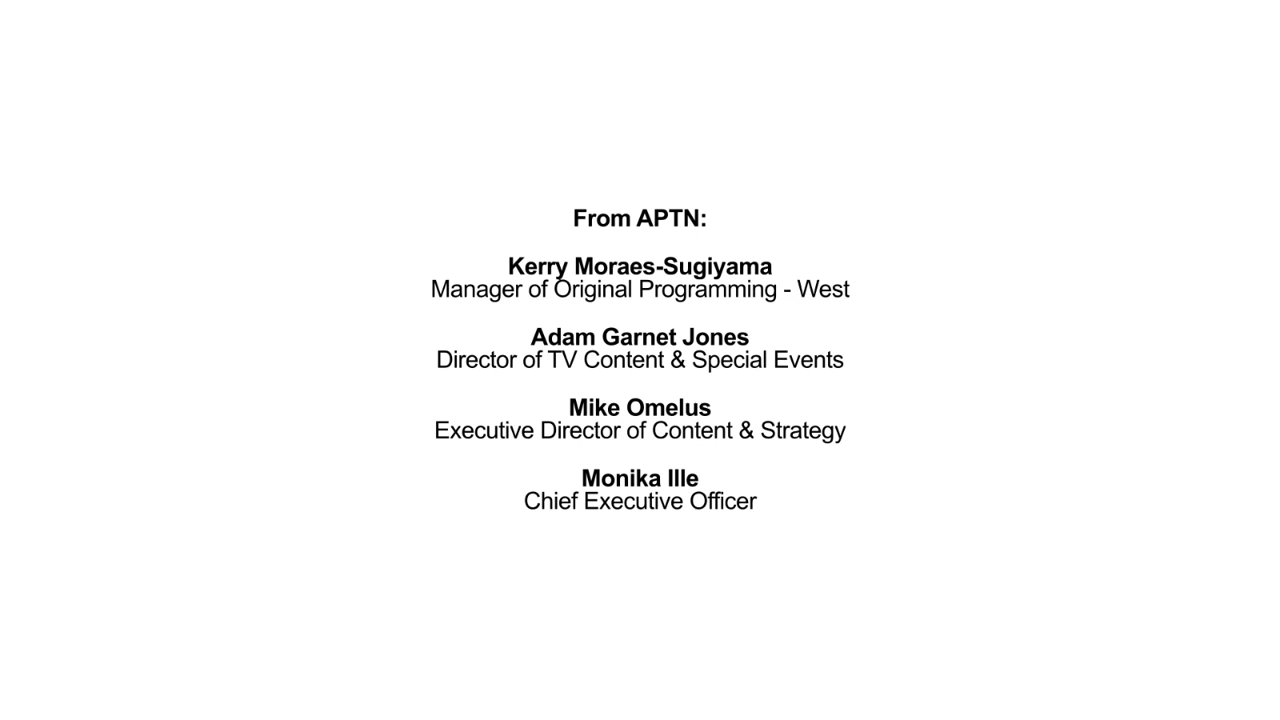 From APTN:
Kerry Moraes-Sugiyama
Manager of Original Programming - West
Adam Garnet Jones
Director of TV Content & Special Events
Mike Omelus
Executive Director of Content & Strategy
Monika Ille
Chief Executive Officer